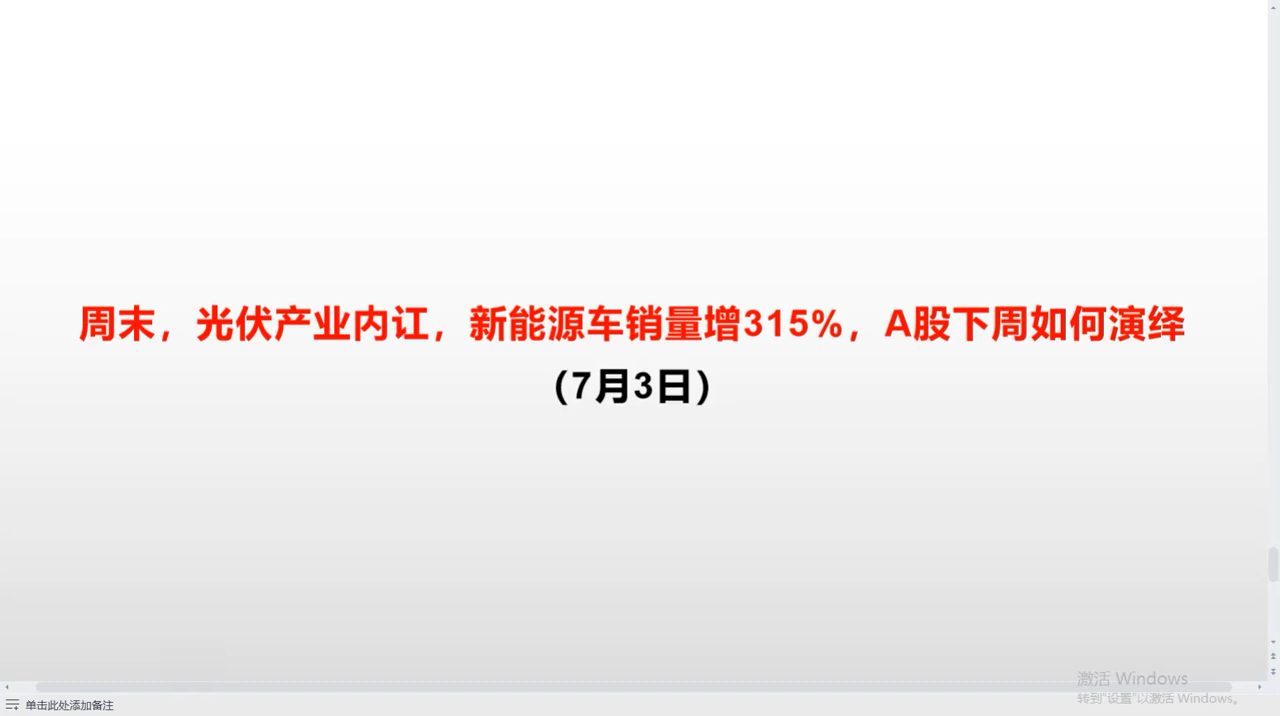 周末，光伏产业内讧，新能源车销量增315%，A股下周如何演绎
（7月3日）
激活 Windows
转到“设置”以激活 Windows。
单击此处添加备注